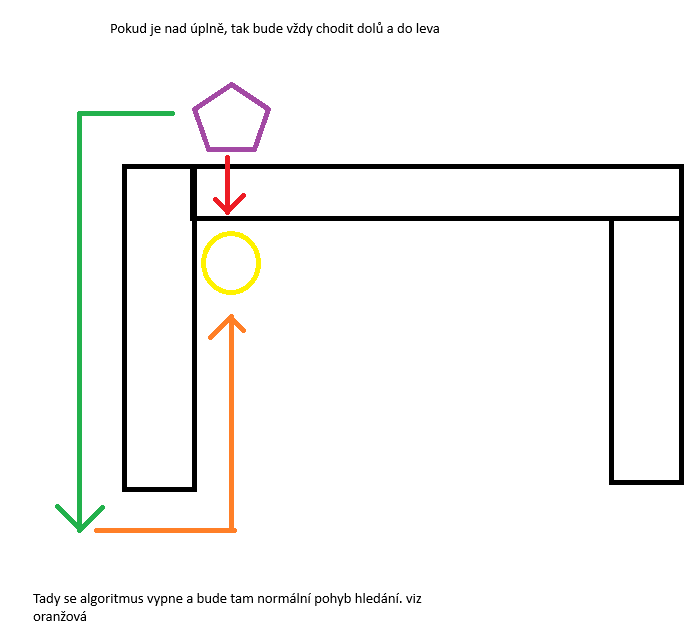 Pokud je nad úplně, tak bude vždy chodit dolů a do leva
Tady se algoritmus vypne a bude tam normální pohyb hledání. viz
oranžová